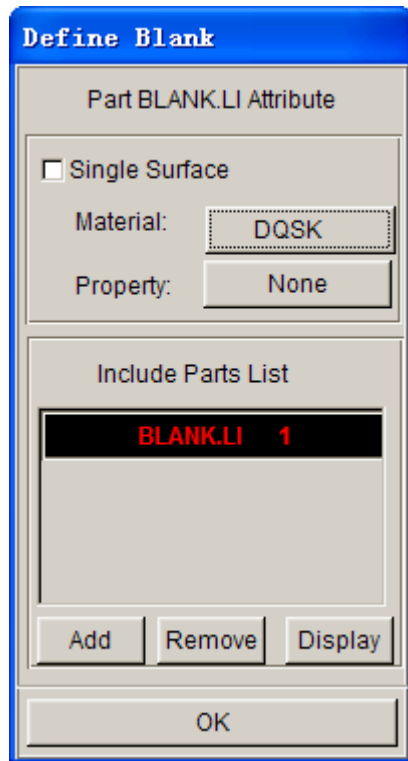 Define Blank
Part BLANK.LI Attribute
Single Surface
Material: DQSK
Property: None
Include Parts List
BLANK.LI 1
Add Remove Display
OK